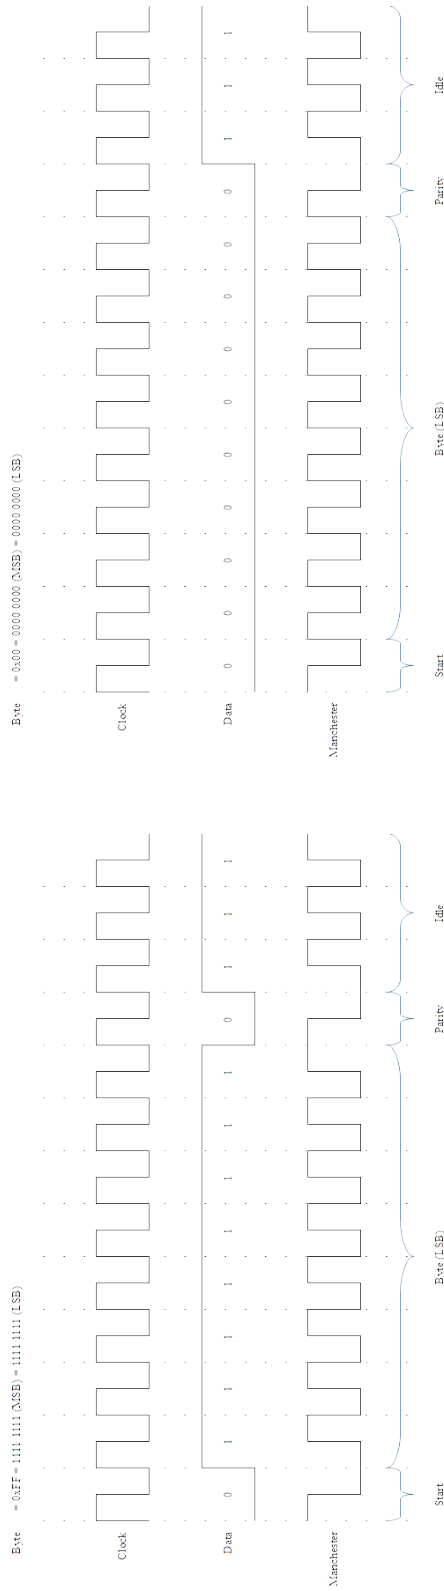 Byte = 0xFF = 1111 1111 (MSB) = 1111 1111 (LSB)
Clock
Data 0 1 1 1 1 1 1 1 1 0 1 1 1
Manchester
Start Byte (LSB) Parity Idle
Byte = 0x00 = 0000 0000 (MSB) = 0000 0000 (LSB)
Clock
Data 0 0 0 0 0 0 0 0 0 0 1 1 1
Manchester
Start Byte (LSB) Parity Idle